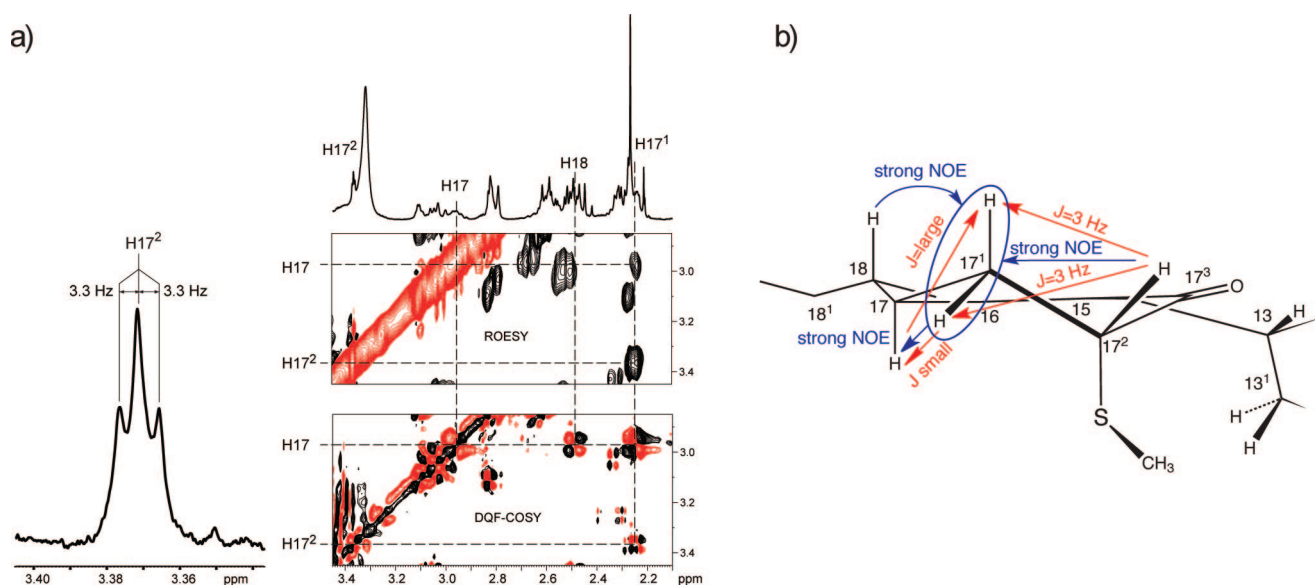 a)
H17²
3.3 Hz
3.3 Hz
3.40
3.38
3.36
ppm
H17²
H17
H18
H17¹
H17
H17²
ROESY
3.0
3.2
3.4
H17
H17²
DQF-COSY
3.0
3.2
3.4
3.4
3.2
3.0
2.8
2.6
2.4
2.2
ppm
b)
strong NOE
H
H
J=3 Hz
J=large
strong NOE
H
18
17¹
J=3 Hz
17³
O
17
H
16
15
18¹
13
H
strong NOE
17²
H
J small
13¹
S
H
H
CH₃